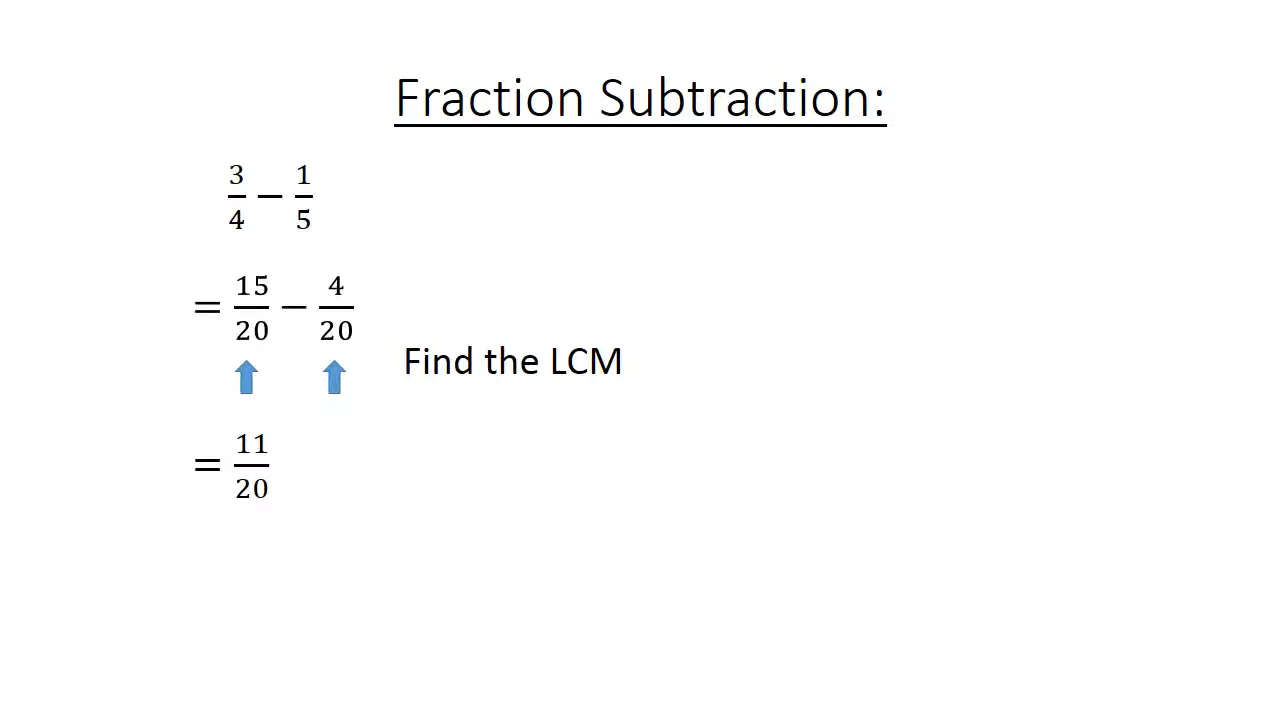 Fraction Subtraction:
3/4 − 1/5
= 15/20 − 4/20
Find the LCM
= 11/20